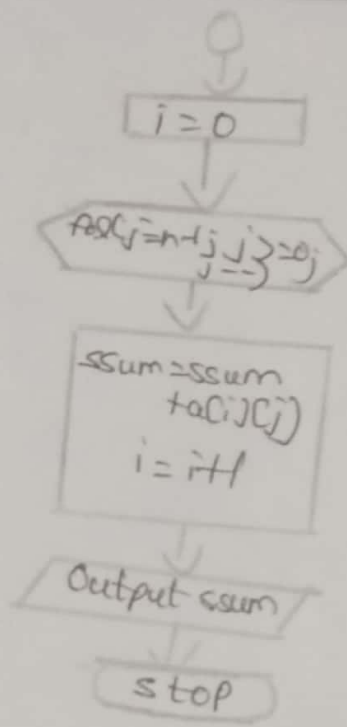 i = 0
for(j=n-1; j>=0;
j--)
ssum=ssum
+a[i][j]
i = i+1
Output ssum
stop